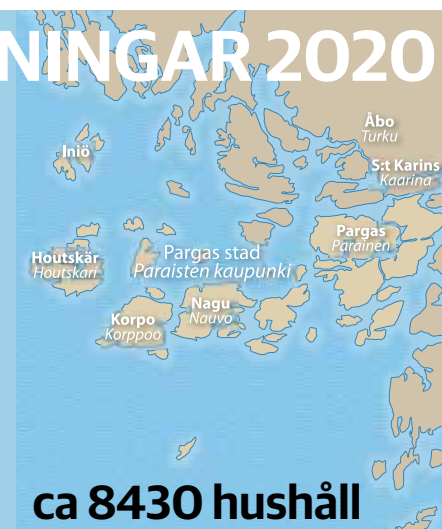 NINGAR 2020
Åbo
Turku
Iniö
S:t Karins
Kaarina
Pargas
Parainen
Houtskär
Houtskari
Pargas stad
Paraisten kaupunki
Nagu
Nauvo
Korpo
Korppoo
ca 8430 hushåll